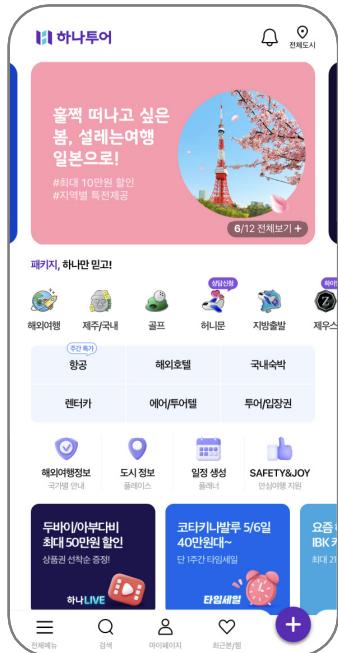 하나투어
전체도시
훌쩍 떠나고 싶은
봄, 설레는여행
일본으로!
#최대 10만원 할인
#지역별 특전제공
6/12 전체보기 +
패키지, 하나만 믿고!
상담신청
해외여행 제주/국내 골프 허니문 지방출발 제우스
주간 특가
항공 해외호텔 국내숙박
렌터카 에어/투어텔 투어/입장권
해외여행정보 도시 정보 일정 생성 SAFETY&JOY
국가별 안내 플레이스 플래너 안심여행 지원
두바이/아부다비
최대 50만원 할인
상품권 선착순 증정!
하나LIVE
코타키나발루 5/6일
40만원대~
단 1주간 타임세일
타임세일
요즘
IBK
최대 21
전체메뉴 검색 마이페이지 최근본/찜